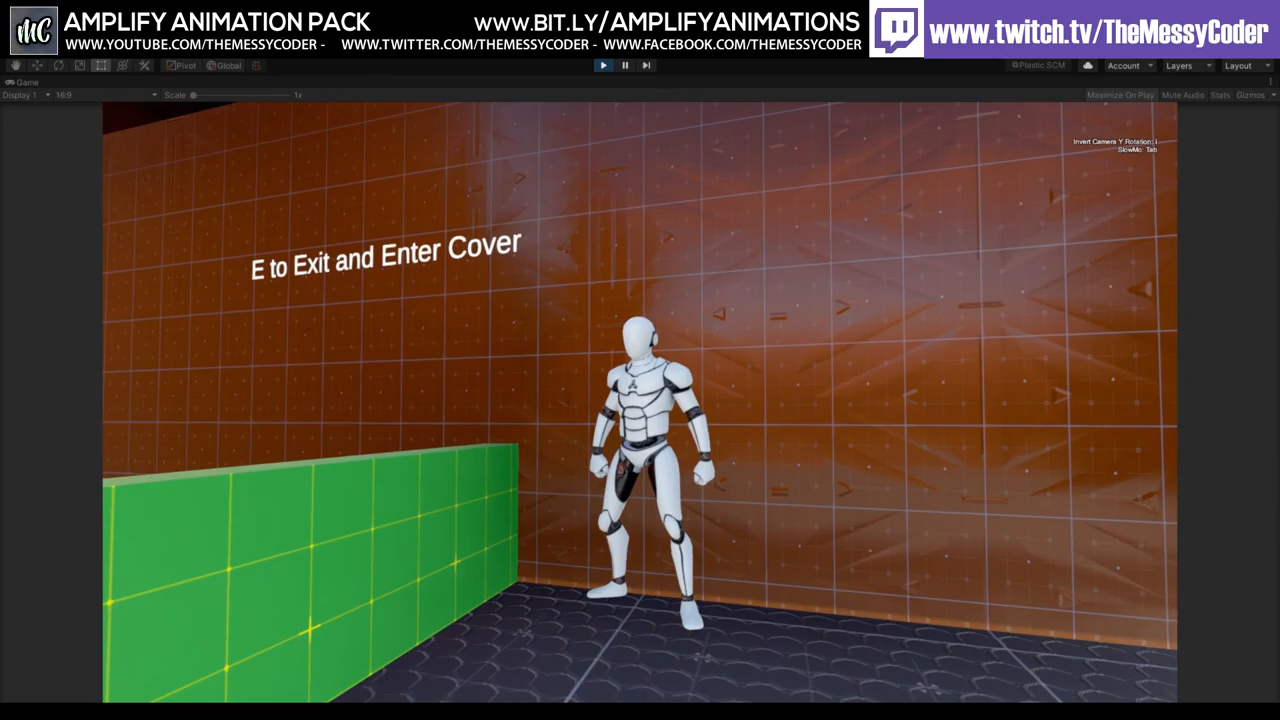 MC
AMPLIFY ANIMATION PACK
WWW.BIT.LY/AMPLIFYANIMATIONS
WWW.YOUTUBE.COM/THEMESSYCODER - WWW.TWITTER.COM/THEMESSYCODER - WWW.FACEBOOK.COM/THEMESSYCODER
www.twitch.tv/TheMessyCoder
Pivot Global Plastic SCM Account Layers Layout
Game
Display 1 16:9 Scale 1x Maximize On Play Mute Audio Stats Gizmos
Invert Camera Y Rotation: I
SlowMo: Tab
E to Exit and Enter Cover